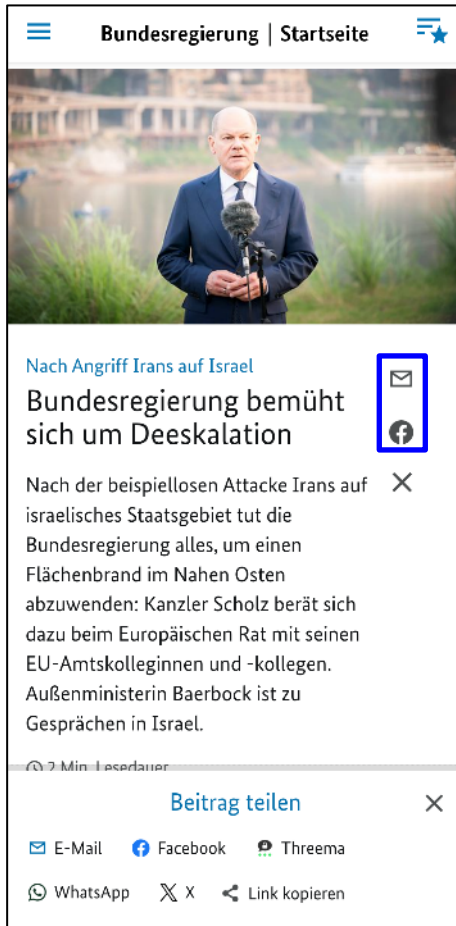 Bundesregierung | Startseite
Nach Angriff Irans auf Israel
Bundesregierung bemüht
sich um Deeskalation
Nach der beispiellosen Attacke Irans auf
israelisches Staatsgebiet tut die
Bundesregierung alles, um einen
Flächenbrand im Nahen Osten
abzuwenden: Kanzler Scholz berät sich
dazu beim Europäischen Rat mit seinen
EU-Amtskolleginnen und -kollegen.
Außenministerin Baerbock ist zu
Gesprächen in Israel.
2 Min. Lesedauer
Beitrag teilen
E-Mail Facebook Threema
WhatsApp X Link kopieren